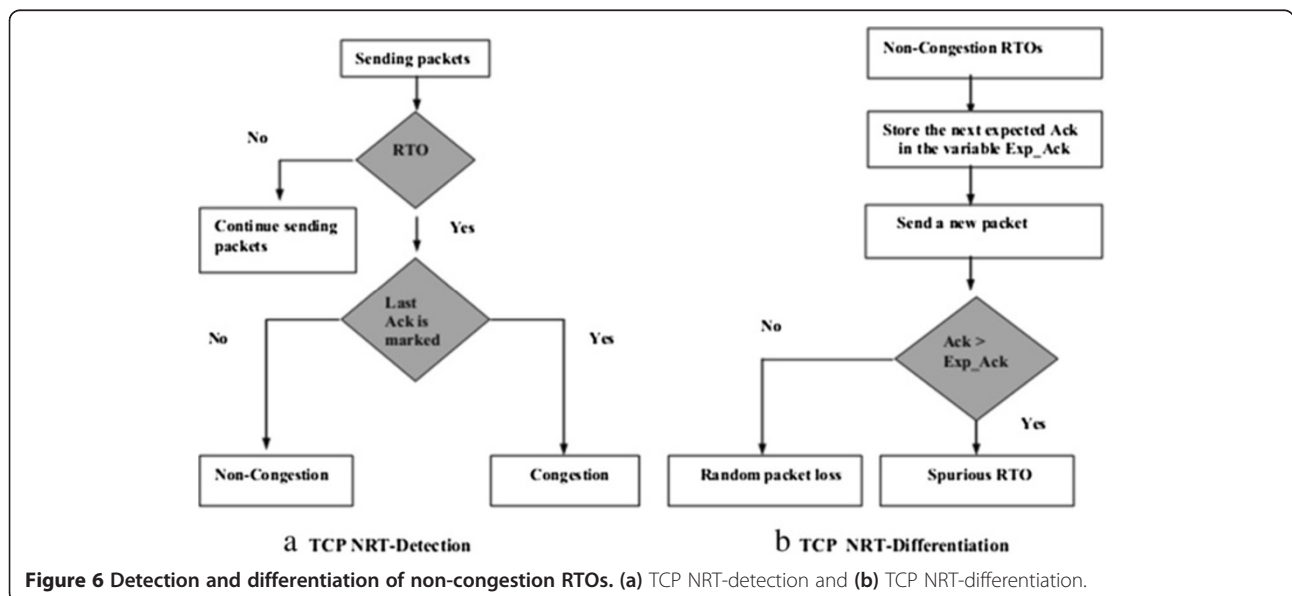 Sending packets
No
RTO
Continue sending
packets
Yes
Last
Ack is
marked
No
Yes
Non-Congestion
Congestion
a TCP NRT-Detection
Non-Congestion RTOs
Store the next expected Ack
in the variable Exp_Ack
Send a new packet
No
Ack >
Exp_Ack
Yes
Random packet loss
Spurious RTO
b TCP NRT-Differentiation
Figure 6 Detection and differentiation of non-congestion RTOs. (a) TCP NRT-detection and (b) TCP NRT-differentiation.